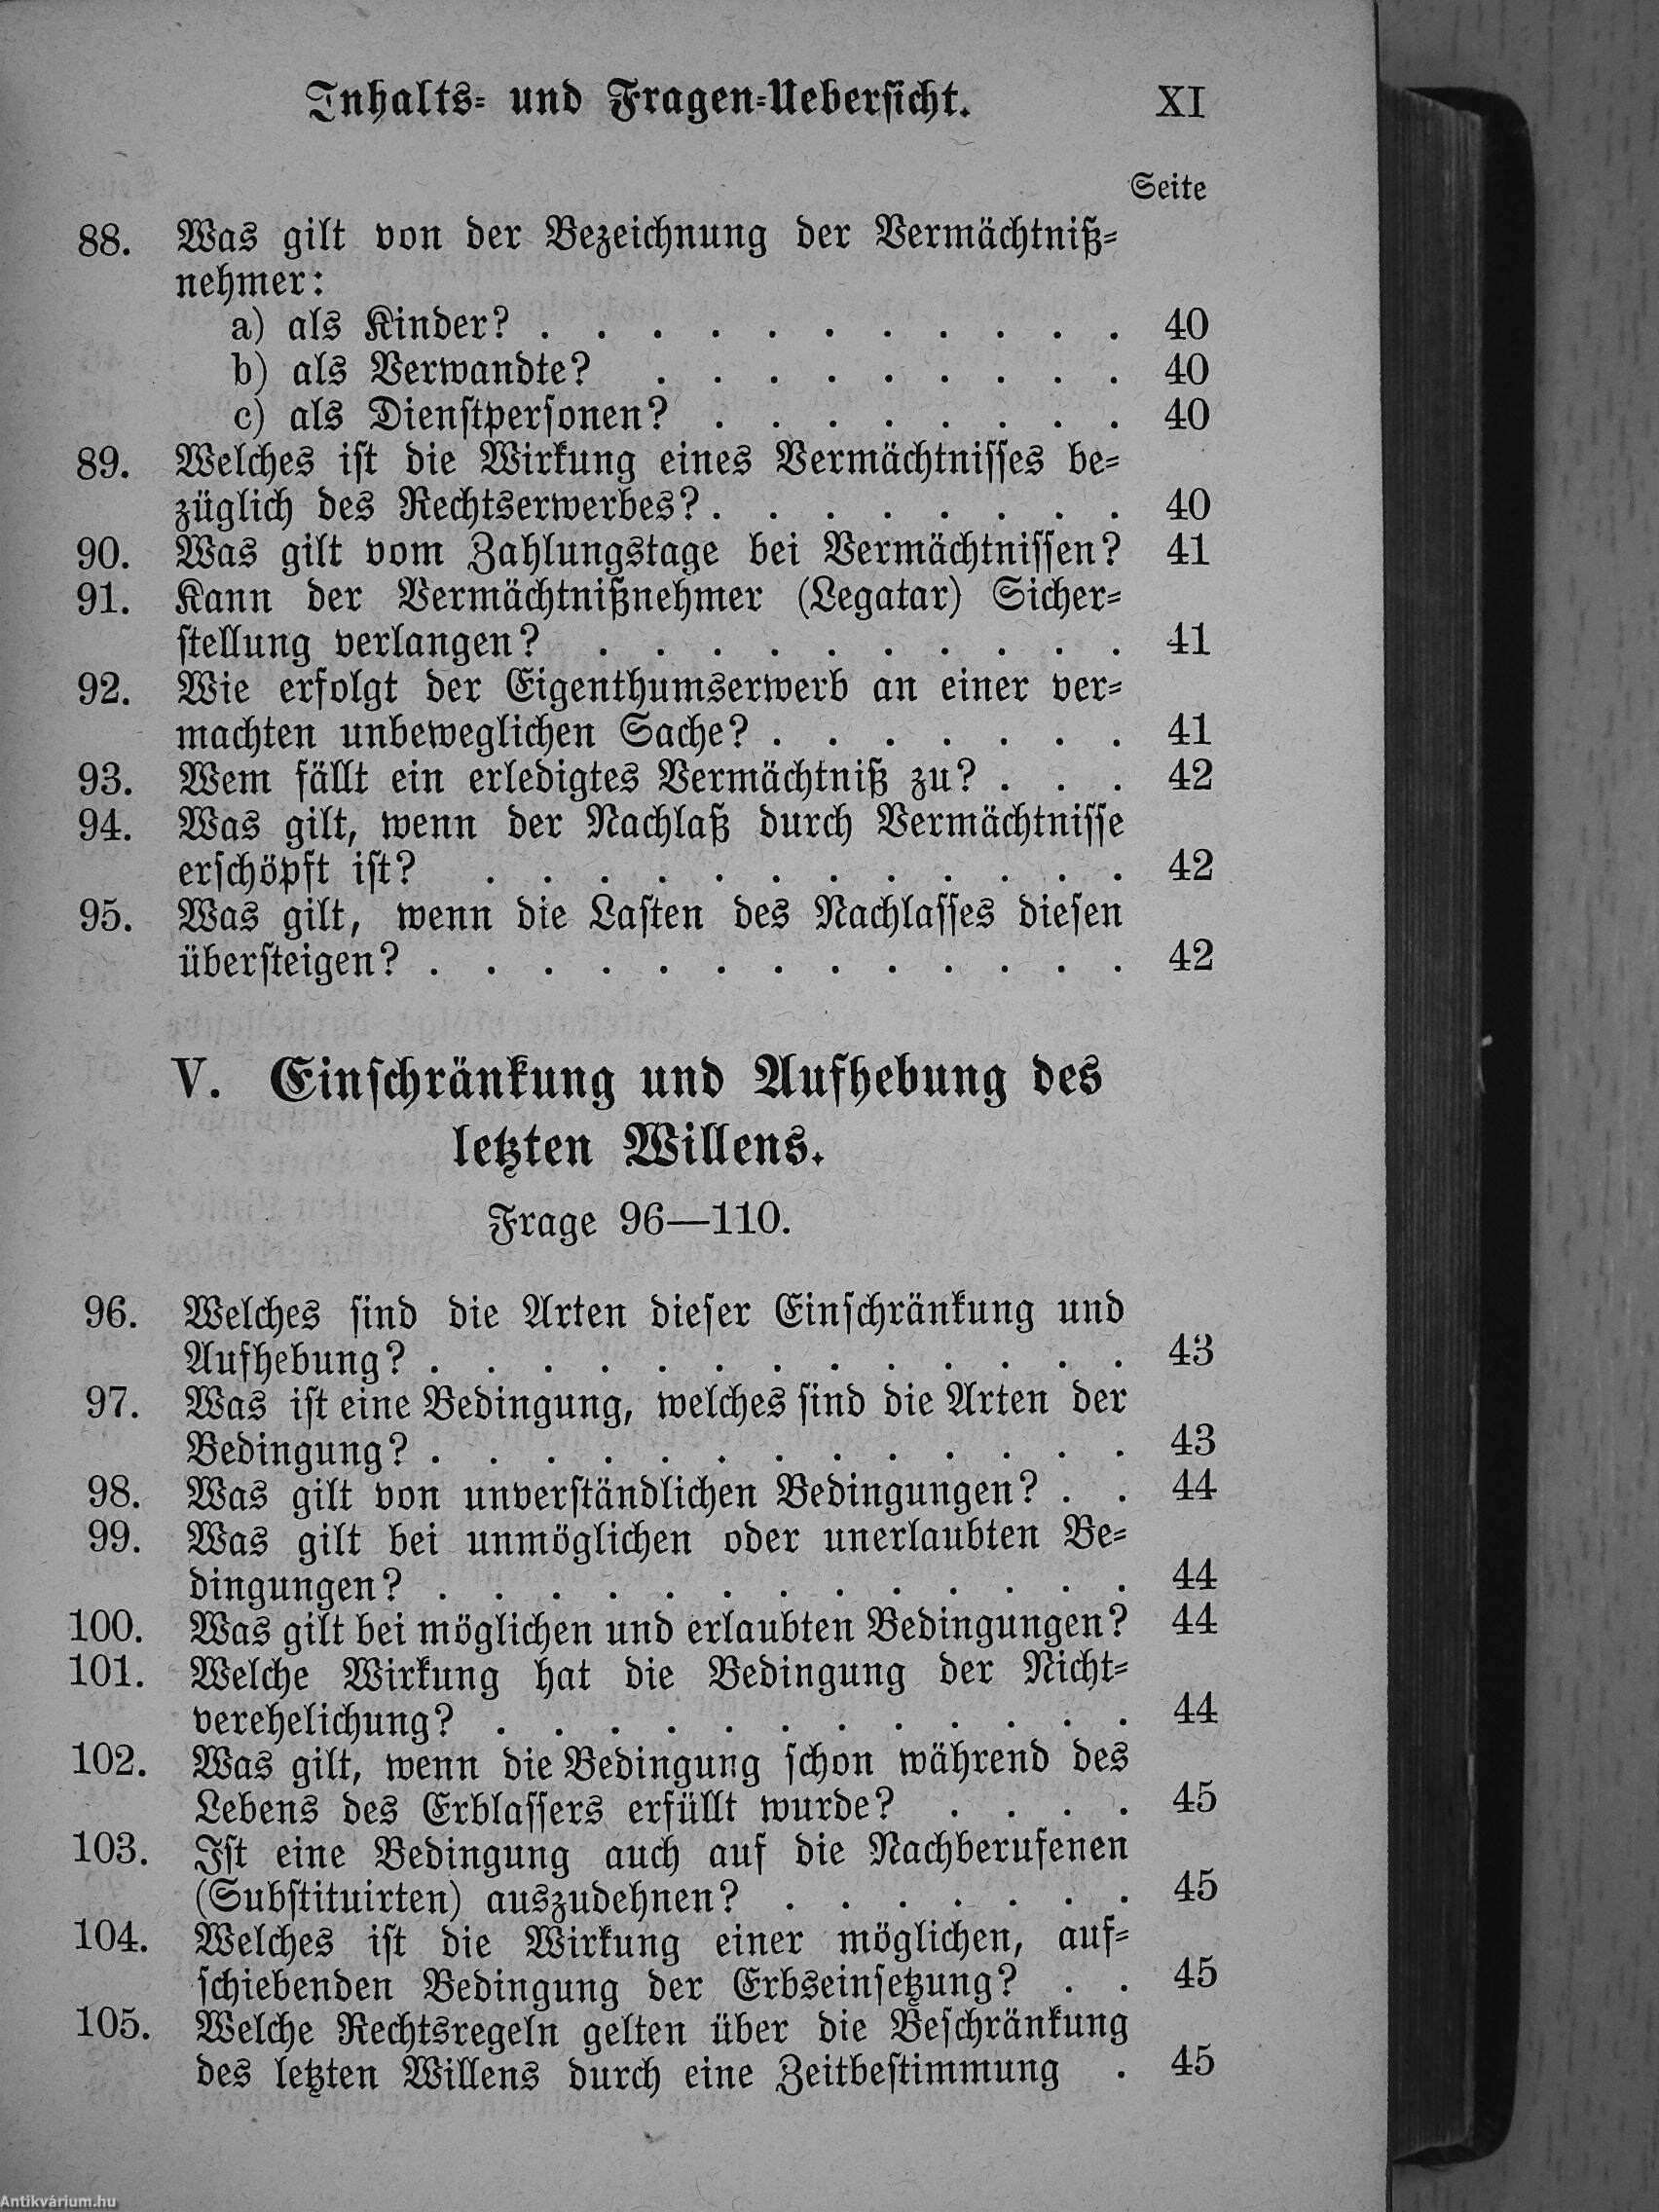 Inhalts- und Fragen-Uebersicht. XI
Seite
88. Was gilt von der Bezeichnung der Vermächtniß-
nehmer:
a) als Kinder? . . . . . . . . . . . 40
b) als Verwandte? . . . . . . . . . 40
c) als Dienstpersonen? . . . . . . . . 40
89. Welches ist die Wirkung eines Vermächtnisses be-
züglich des Rechtserwerbes? . . . . . . . . 40
90. Was gilt vom Zahlungstage bei Vermächtnissen? 41
91. Kann der Vermächtnißnehmer (Legatar) Sicher-
stellung verlangen? . . . . . . . . . . 41
92. Wie erfolgt der Eigenthumserwerb an einer ver-
machten unbeweglichen Sache? . . . . . . . 41
93. Wem fällt ein erledigtes Vermächtniß zu? . . . 42
94. Was gilt, wenn der Nachlaß durch Vermächtnisse
erschöpft ist? . . . . . . . . . . . . 42
95. Was gilt, wenn die Lasten des Nachlasses diesen
übersteigen? . . . . . . . . . . . . . 42
V. Einschränkung und Aufhebung des
letzten Willens.
Frage 96—110.
96. Welches sind die Arten dieser Einschränkung und
Aufhebung? . . . . . . . . . . . . . 43
97. Was ist eine Bedingung, welches sind die Arten der
Bedingung? . . . . . . . . . . . . . 43
98. Was gilt von unverständlichen Bedingungen? . . 44
99. Was gilt bei unmöglichen oder unerlaubten Be-
dingungen? . . . . . . . . . . . . . 44
100. Was gilt bei möglichen und erlaubten Bedingungen? 44
101. Welche Wirkung hat die Bedingung der Nicht-
verehelichung? . . . . . . . . . . . . 44
102. Was gilt, wenn die Bedingung schon während des
Lebens des Erblassers erfüllt wurde? . . . . 45
103. Ist eine Bedingung auch auf die Nachberufenen
(Substituirten) auszudehnen? . . . . . . . 45
104. Welches ist die Wirkung einer möglichen, auf-
schiebenden Bedingung der Erbseinsetzung? . . 45
105. Welche Rechtsregeln gelten über die Beschränkung
des letzten Willens durch eine Zeitbestimmung . 45
Antikvárium.hu